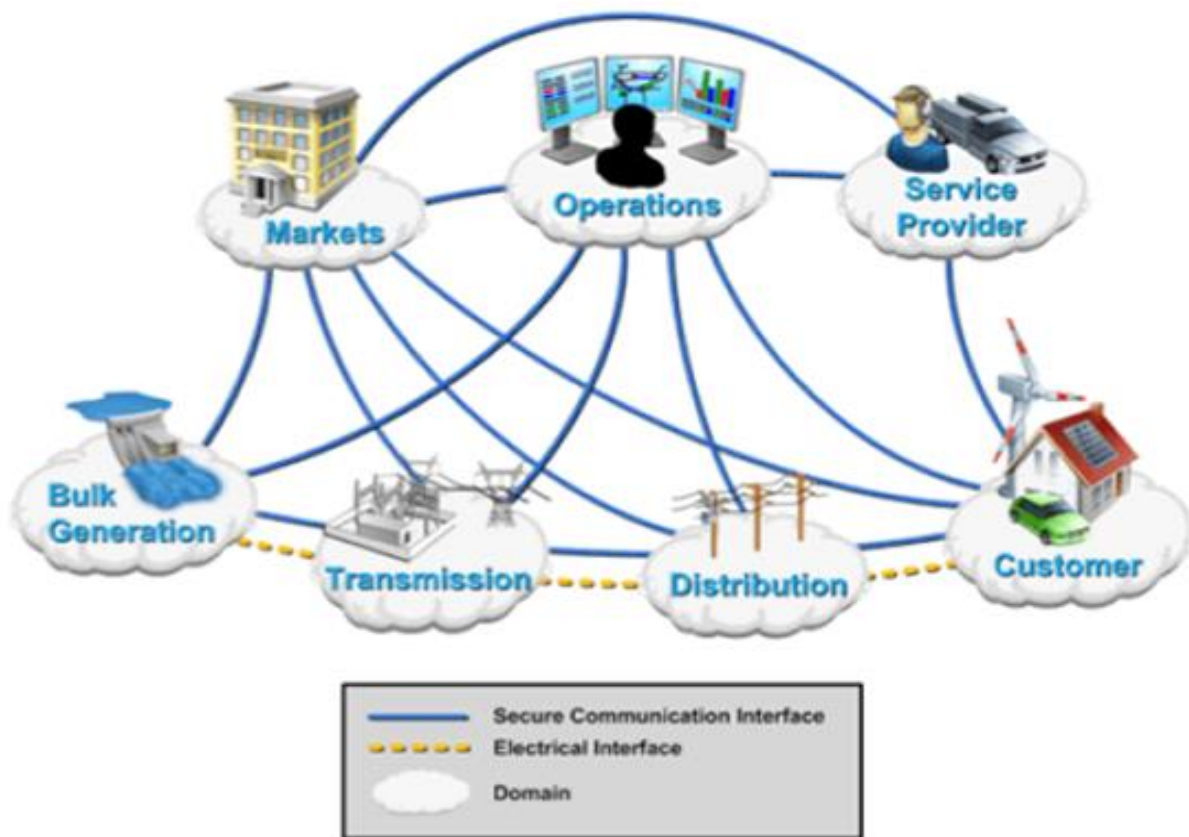 Markets
Operations
Service
Provider
Bulk
Generation
Transmission
Distribution
Customer
Secure Communication Interface
Electrical Interface
Domain